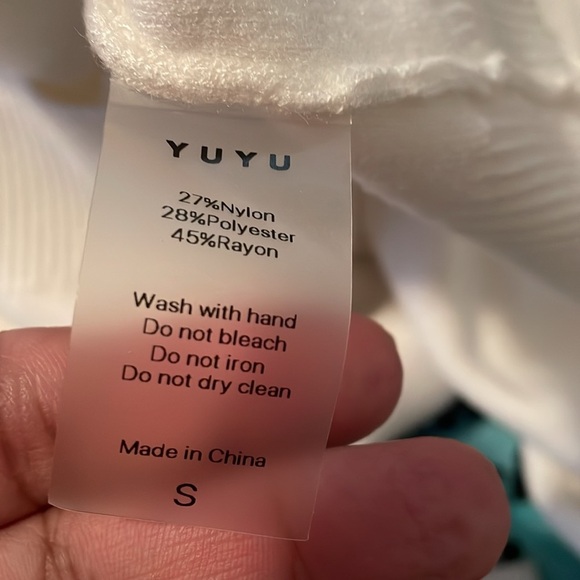 YUYU
27%Nylon
28%Polyester
45%Rayon
Wash with hand
Do not bleach
Do not iron
Do not dry clean
Made in China
S